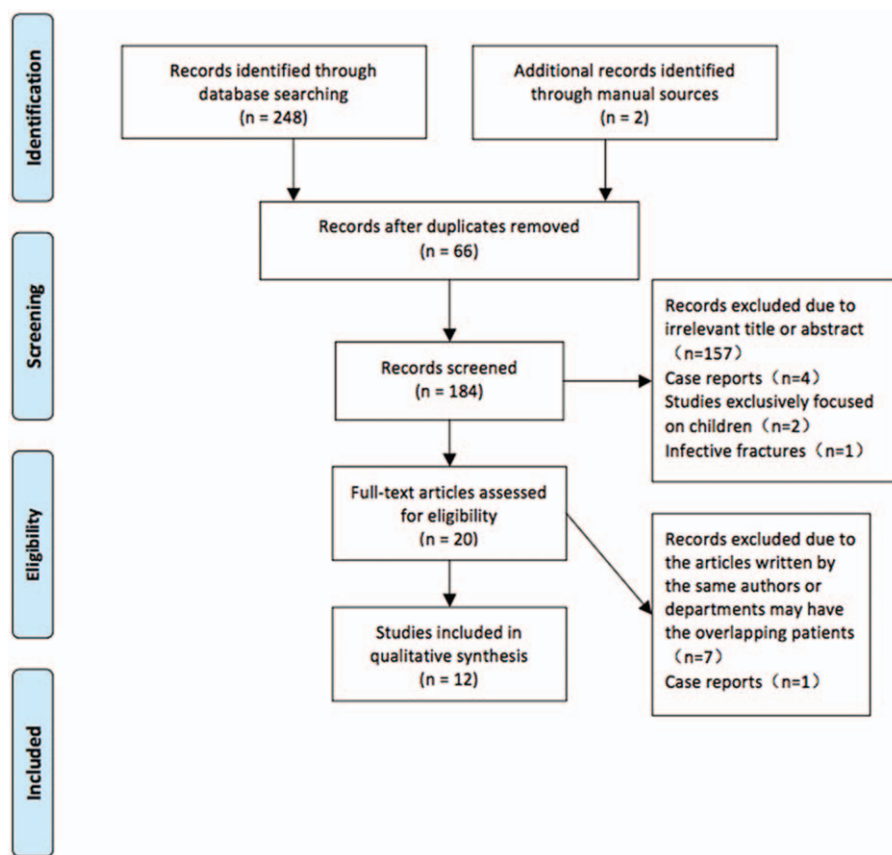 Identification
Records identified through
database searching
(n = 248)
Additional records identified
through manual sources
(n = 2)
Records after duplicates removed
(n = 66)
Screening
Records screened
(n = 184)
Records excluded due to
irrelevant title or abstract
（n=157）
Case reports（n=4）
Studies exclusively focused
on children（n=2）
Infective fractures（n=1）
Eligibility
Full-text articles assessed
for eligibility
(n = 20)
Records excluded due to
the articles written by
the same authors or
departments may have
the overlapping patients
（n=7）
Case reports（n=1）
Studies included in
qualitative synthesis
(n = 12)
Included